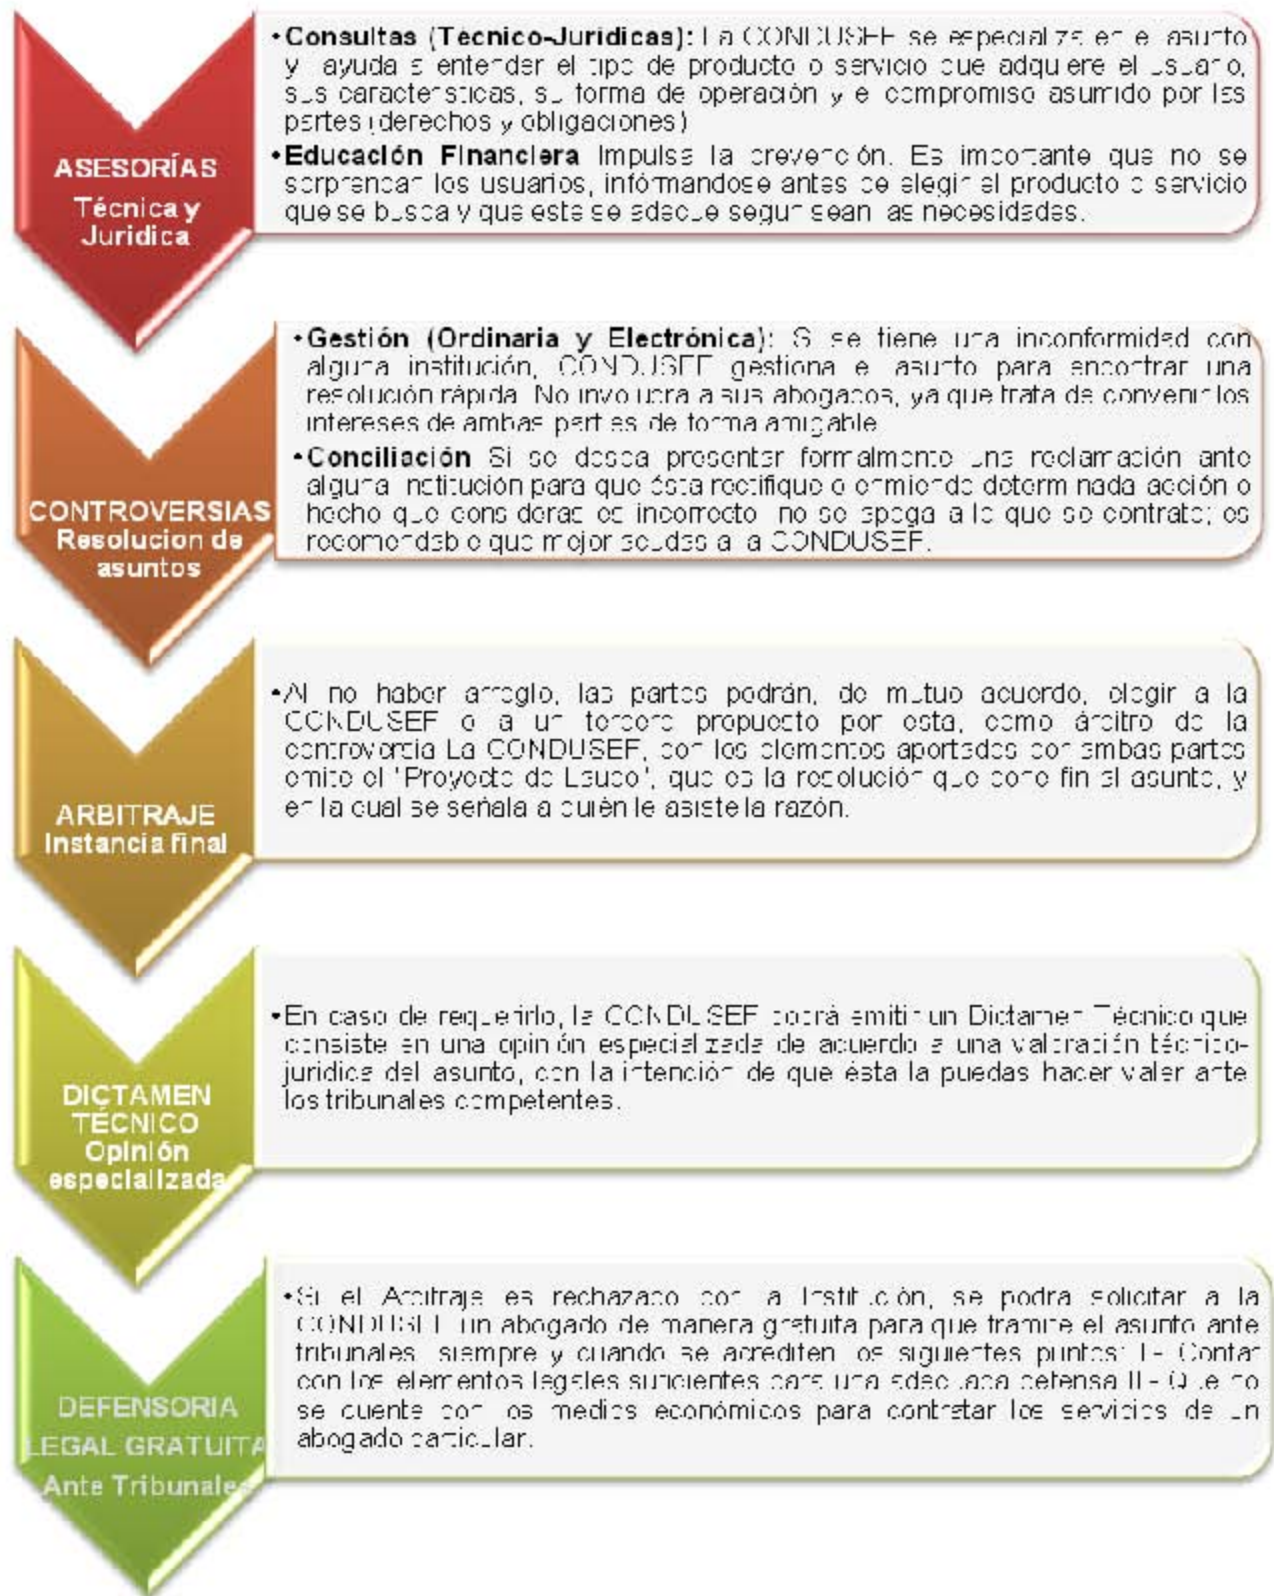 ASESORÍAS
Técnica y
Juridica
•Consultas (Técnico-Jurídicas): La CONDUSEF se especializa en el asunto
y ayuda a entender el tipo de producto o servicio que adquiere el usuario,
sus características, su forma de operación y el compromiso asumido por las
partes (derechos y obligaciones)
•Educación Financiera Impulsa la prevención. Es importante que no se
sorprendan los usuarios, infórmandose antes de elegir el producto o servicio
que se busca y que este se adecue segun sean las necesidades.
CONTROVERSIAS
Resolucion de
asuntos
•Gestión (Ordinaria y Electrónica): Si se tiene una inconformidad con
alguna institución, CONDUSEF gestiona el asunto para encontrar una
resolución rápida. No involucra a sus abogados, ya que trata de convenir los
intereses de ambas partes de forma amigable
•Conciliación Si se desea presentar formalmente una reclamación ante
alguna institución para que ésta rectifique o enmiende determinada acción o
hecho que consideras es incorrecto no se apega a lo que se contrato; es
recomendable que mejor acudas a la CONDUSEF.
ARBITRAJE
Instancia final
•Al no haber arreglo, las partes podrán, de mutuo acuerdo, elegir a la
CONDUSEF o a un tercero propuesto por esta, como árbitro de la
controversia La CONDUSEF, con los elementos aportados por ambas partes
emite el "Proyecto de Laudo", que es la resolución que pone fin al asunto, y
en la cual se señala a quién le asiste la razón.
DICTAMEN
TÉCNICO
Opinión
especializada
•En caso de requerirlo, la CONDUSEF podrá emitir un Dictamen Técnico que
consiste en una opinión especializada de acuerdo a una valoración técnico-
juridica del asunto, con la intención de que ésta la puedas hacer valer ante
los tribunales competentes.
DEFENSORIA
LEGAL GRATUITA
Ante Tribunales
•Si el Arbitraje es rechazado por la Institución, se podra solicitar a la
CONDUSEF un abogado de manera gratuita para que tramite el asunto ante
tribunales siempre y cuando se acrediten los siguientes puntos: I.- Contar
con los elementos legales suficientes para una adecuada defensa II.- Que no
se cuente con los medios económicos para contratar los servicios de un
abogado particular.